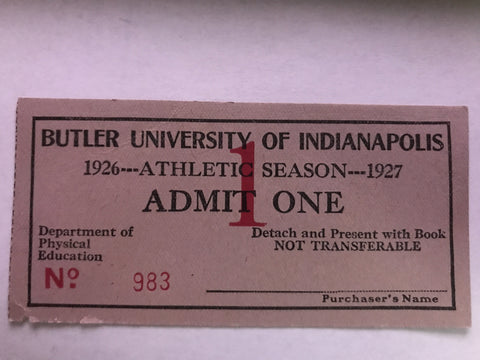 BUTLER UNIVERSITY OF INDIANAPOLIS
1926---ATHLETIC SEASON---1927
1
ADMIT ONE
Department of
Physical
Education
Detach and Present with Book
NOT TRANSFERABLE
Nº 983
Purchaser's Name